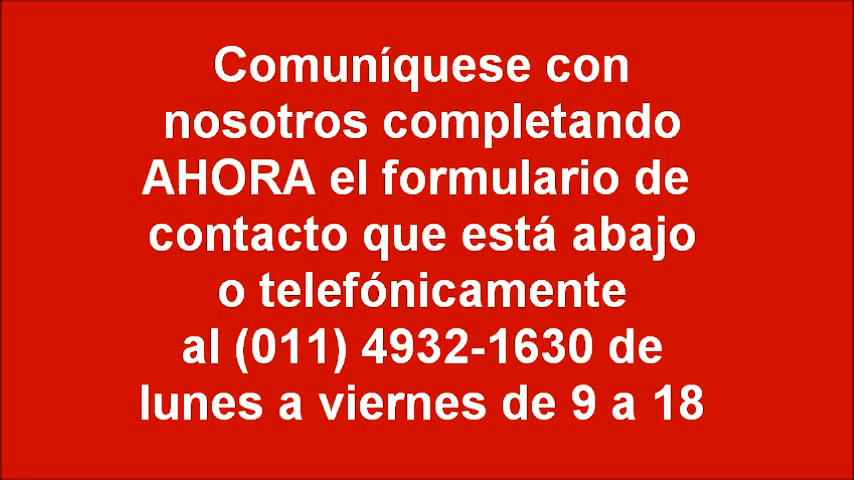 Comuníquese con
nosotros completando
AHORA el formulario de
contacto que está abajo
o telefónicamente
al (011) 4932-1630 de
lunes a viernes de 9 a 18